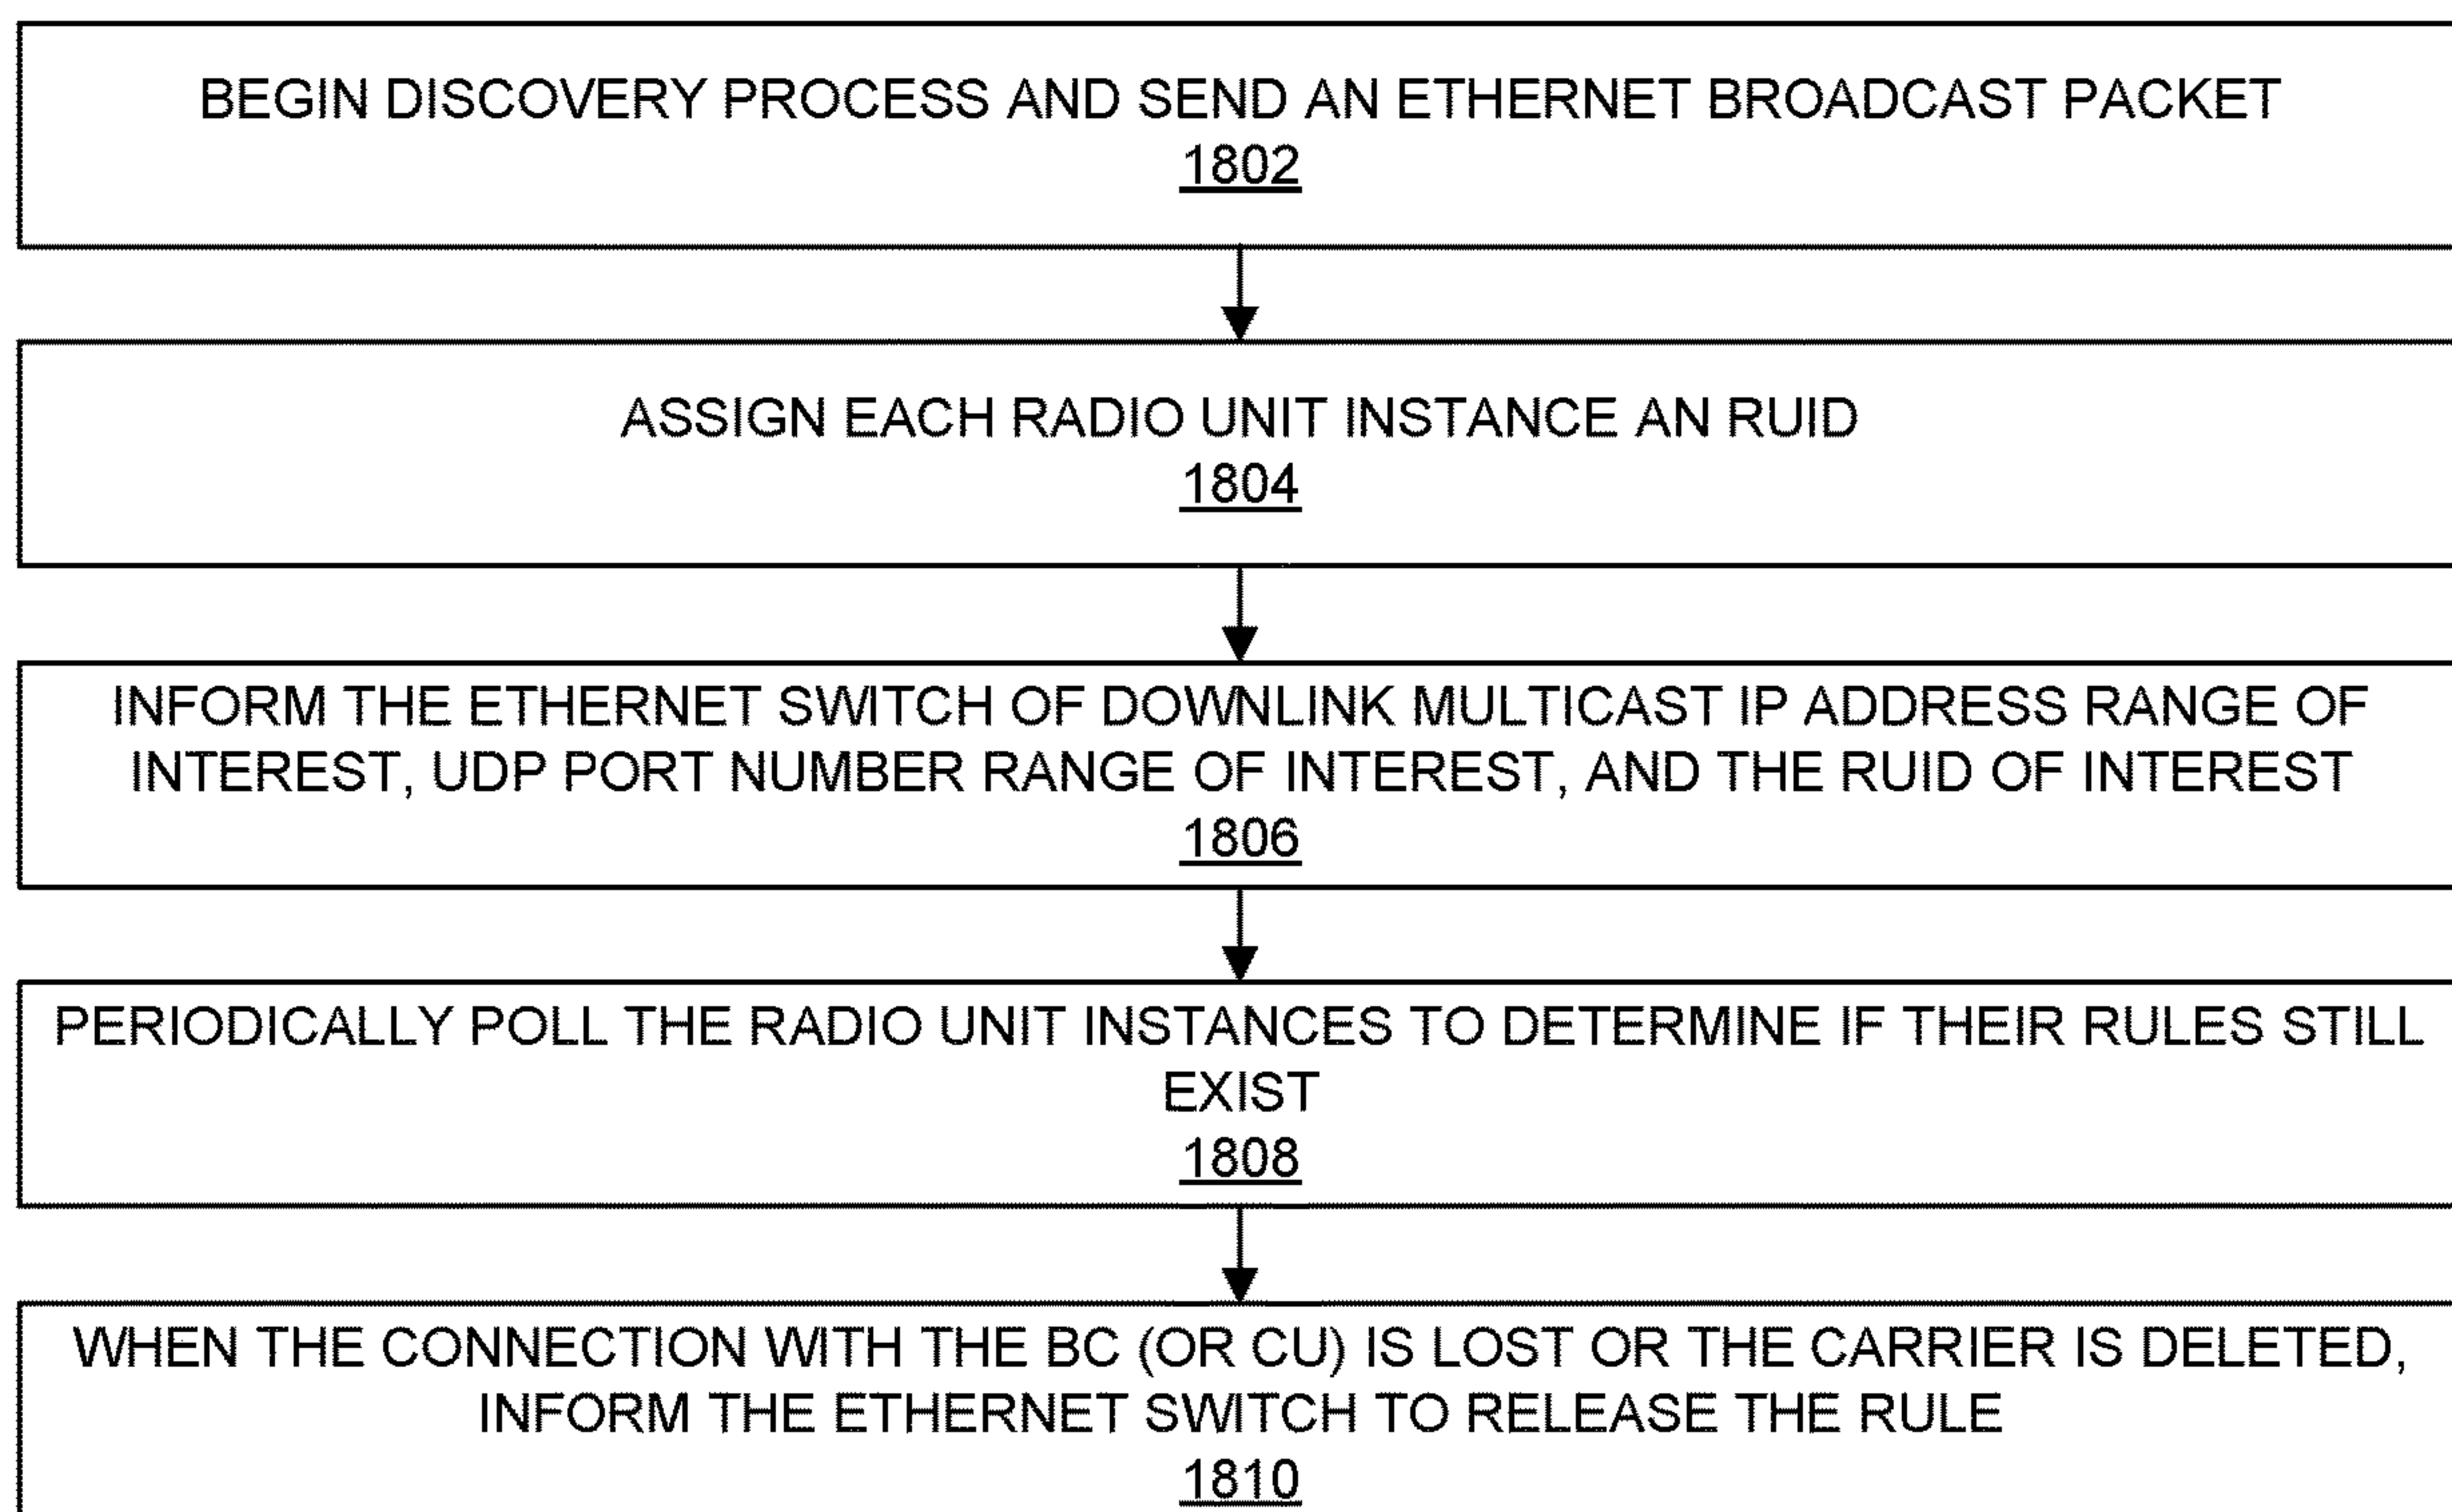 BEGIN DISCOVERY PROCESS AND SEND AN ETHERNET BROADCAST PACKET
1802
ASSIGN EACH RADIO UNIT INSTANCE AN RUID
1804
INFORM THE ETHERNET SWITCH OF DOWNLINK MULTICAST IP ADDRESS RANGE OF
INTEREST, UDP PORT NUMBER RANGE OF INTEREST, AND THE RUID OF INTEREST
1806
PERIODICALLY POLL THE RADIO UNIT INSTANCES TO DETERMINE IF THEIR RULES STILL
EXIST
1808
WHEN THE CONNECTION WITH THE BC (OR CU) IS LOST OR THE CARRIER IS DELETED,
INFORM THE ETHERNET SWITCH TO RELEASE THE RULE
1810